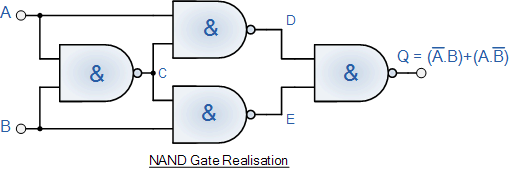 A
&
D
&
C
&
Q = (A̅.B)+(A.B̅)
B
&
E
NAND Gate Realisation